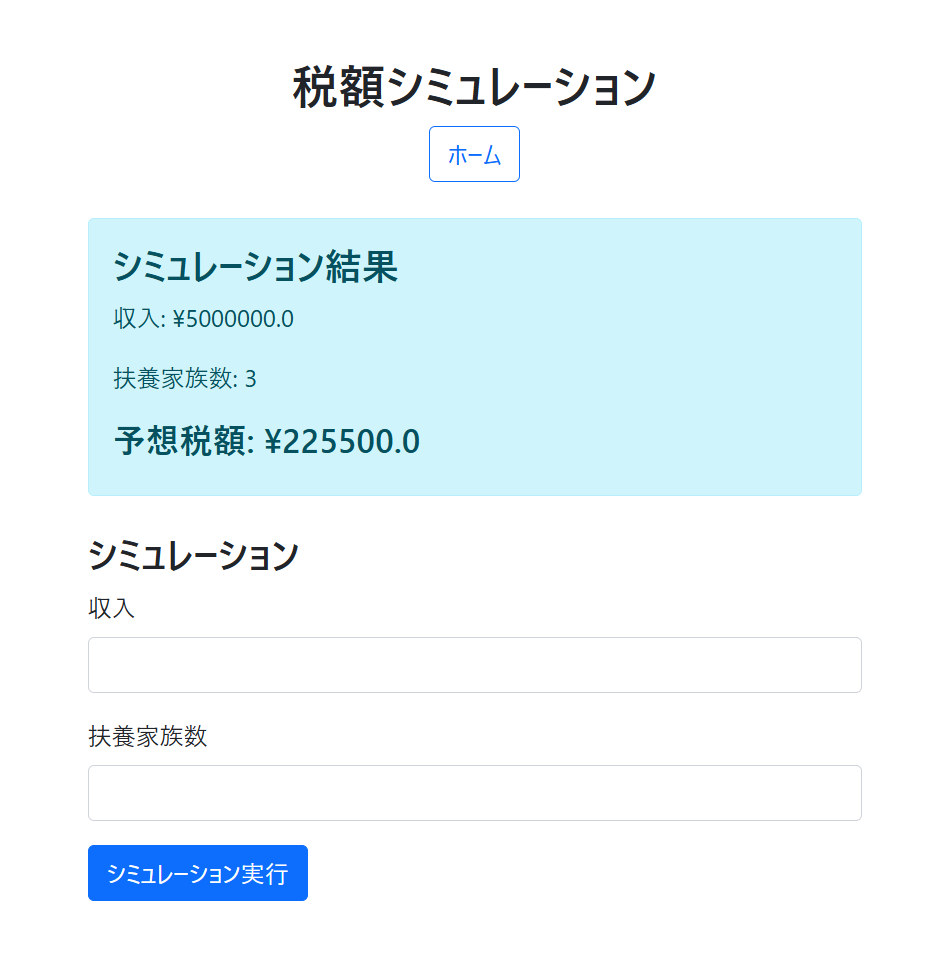 税額シミュレーション
ホーム
シミュレーション結果
収入: ¥5000000.0
扶養家族数: 3
予想税額: ¥225500.0
シミュレーション
収入
扶養家族数
シミュレーション実行